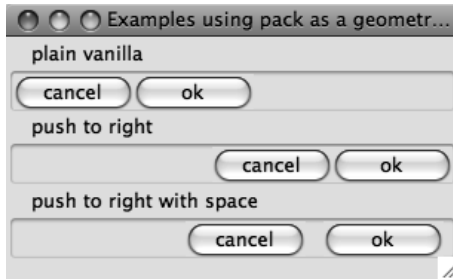 Examples using pack as a geometr...
plain vanilla
cancel ok
push to right
cancel ok
push to right with space
cancel ok